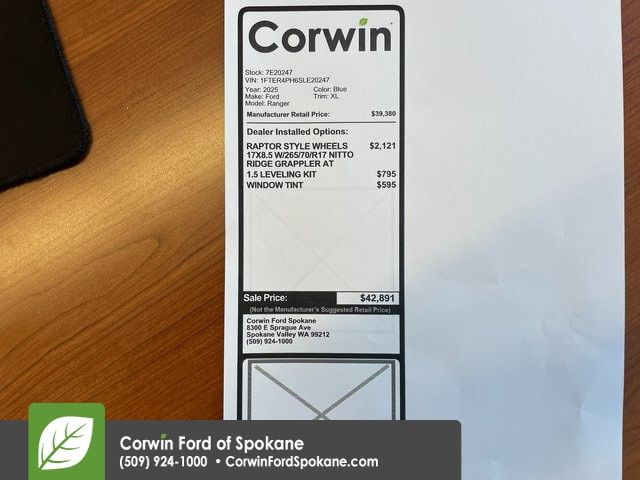 Corwin
Stock: 7E20247
VIN: 1FTER4PH6SLE20247
Year: 2025 Color: Blue
Make: Ford Trim: XL
Model: Ranger
Manufacturer Retail Price: $39,380
Dealer Installed Options:
RAPTOR STYLE WHEELS $2,121
17X8.5 W/265/70/R17 NITTO
RIDGE GRAPPLER AT
1.5 LEVELING KIT $795
WINDOW TINT $595
Sale Price: $42,891
(Not the Manufacturer's Suggested Retail Price)
Corwin Ford Spokane
8300 E Sprague Ave
Spokane Valley WA 99212
(509) 924-1000
Corwin Ford of Spokane
(509) 924-1000 • CorwinFordSpokane.com